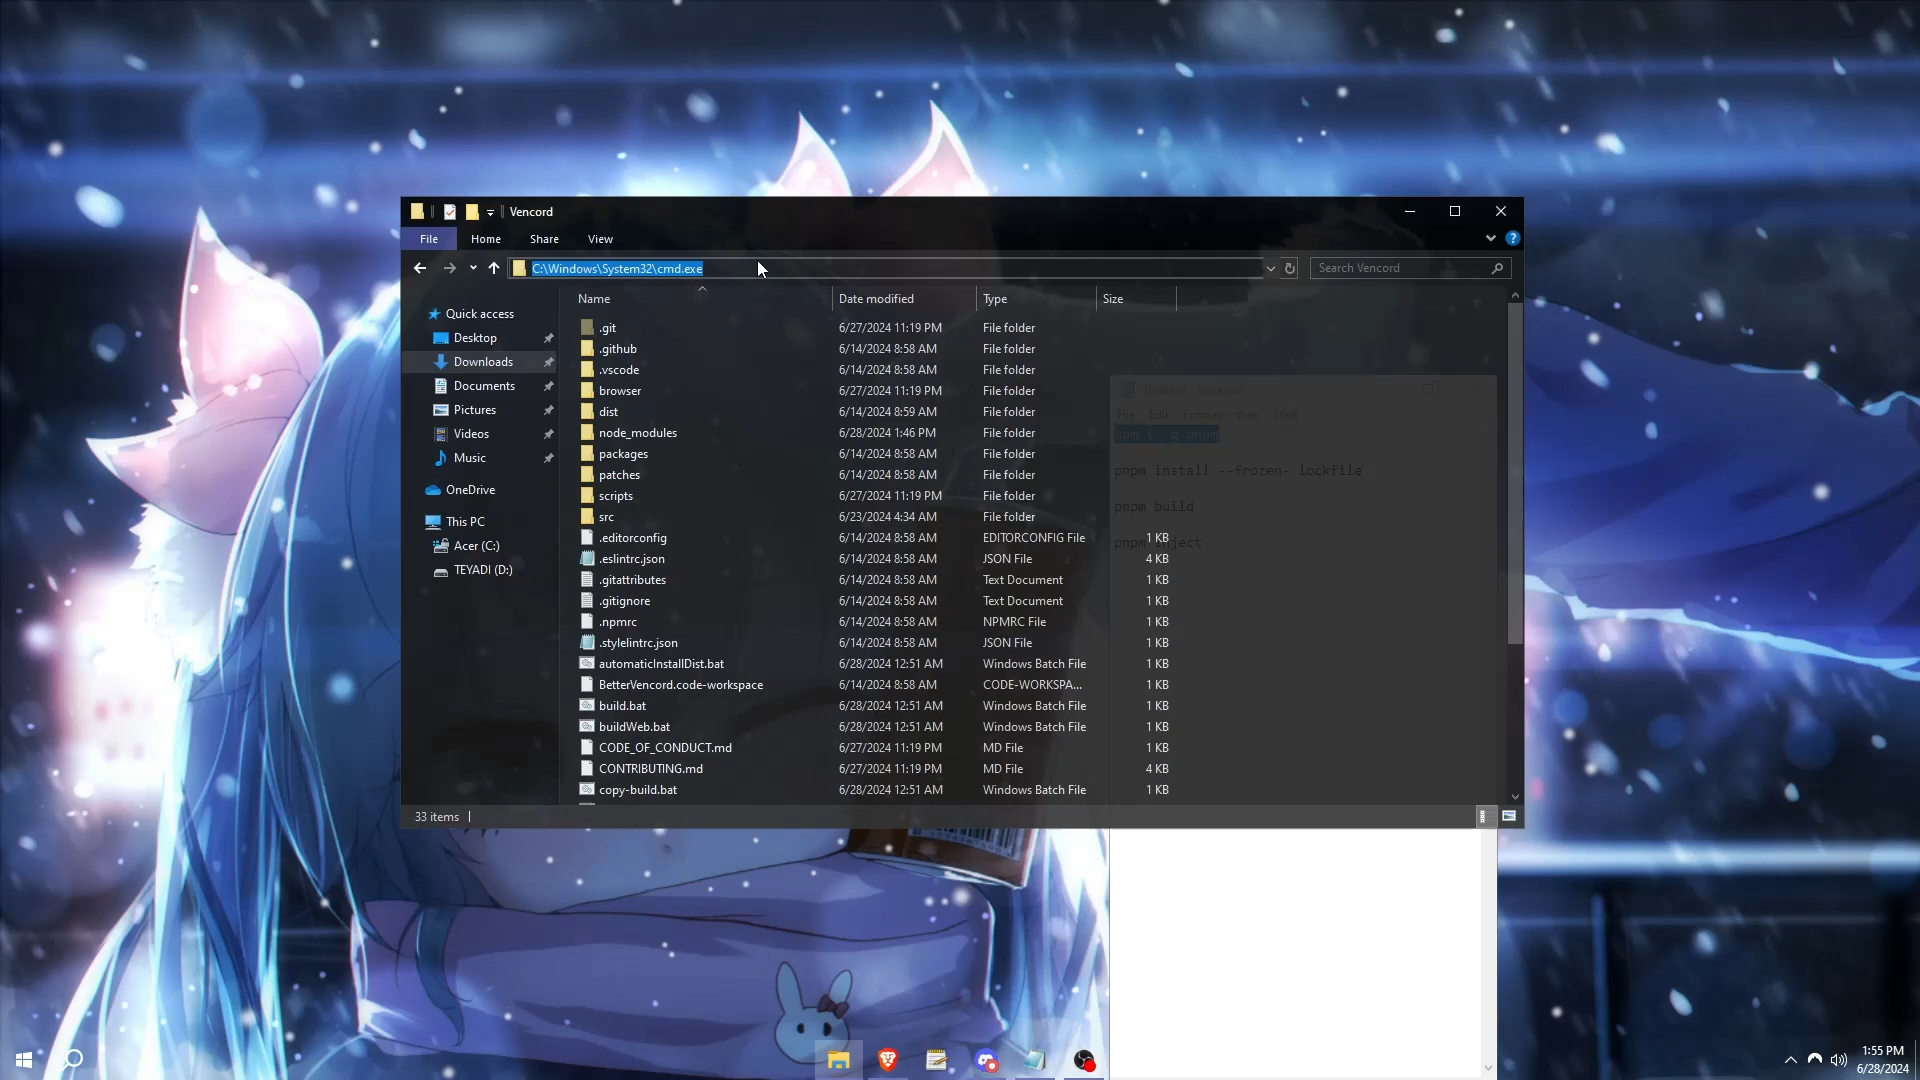 Vencord
File Home Share View
C:\Windows\System32\cmd.exe
Search Vencord
Name Date modified Type Size
Quick access
Desktop
Downloads
Documents
Pictures
Videos
Music
OneDrive
This PC
Acer (C:)
TEYADI (D:)
.git 6/27/2024 11:19 PM File folder
.github 6/14/2024 8:58 AM File folder
.vscode 6/14/2024 8:58 AM File folder
browser 6/27/2024 11:19 PM File folder
dist 6/14/2024 8:59 AM File folder
node_modules 6/28/2024 1:46 PM File folder
packages 6/14/2024 8:58 AM File folder
patches 6/14/2024 8:58 AM File folder
scripts 6/27/2024 11:19 PM File folder
src 6/23/2024 4:34 AM File folder
.editorconfig 6/14/2024 8:58 AM EDITORCONFIG File 1 KB
.eslintrc.json 6/14/2024 8:58 AM JSON File 4 KB
.gitattributes 6/14/2024 8:58 AM Text Document 1 KB
.gitignore 6/14/2024 8:58 AM Text Document 1 KB
.npmrc 6/14/2024 8:58 AM NPMRC File 1 KB
.stylelintrc.json 6/14/2024 8:58 AM JSON File 1 KB
automaticInstallDist.bat 6/28/2024 12:51 AM Windows Batch File 1 KB
BetterVencord.code-workspace 6/14/2024 8:58 AM CODE-WORKSPA... 1 KB
build.bat 6/28/2024 12:51 AM Windows Batch File 1 KB
buildWeb.bat 6/28/2024 12:51 AM Windows Batch File 1 KB
CODE_OF_CONDUCT.md 6/27/2024 11:19 PM MD File 1 KB
CONTRIBUTING.md 6/27/2024 11:19 PM MD File 4 KB
copy-build.bat 6/28/2024 12:51 AM Windows Batch File 1 KB
33 items
File Edit Format View Help
npm i -g pnpm
pnpm install --frozen- lockfile
pnpm build
pnpm inject
1:55 PM
6/28/2024